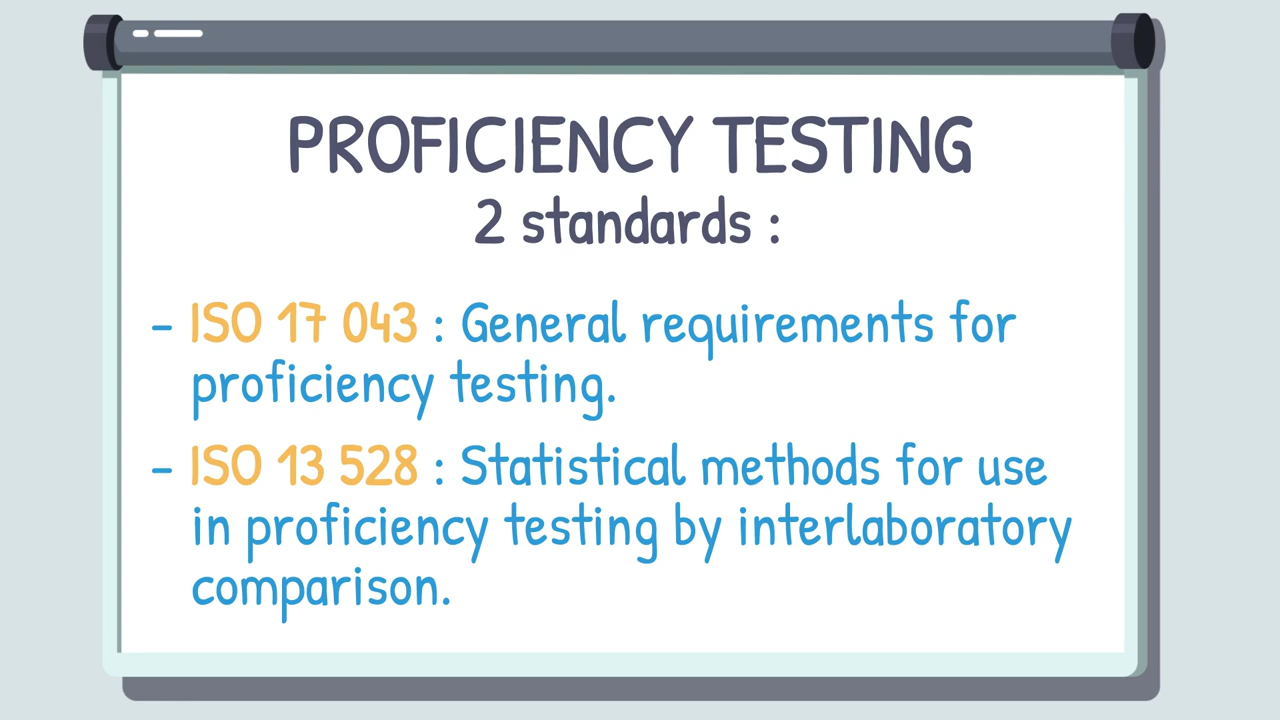 PROFICIENCY TESTING
2 standards :
- ISO 17 043 : General requirements for
proficiency testing.
- ISO 13 528 : Statistical methods for use
in proficiency testing by interlaboratory
comparison.